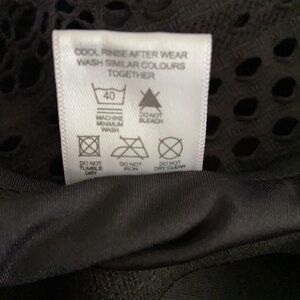 COOL RINSE AFTER WEAR
WASH SIMILAR COLOURS
TOGETHER
40
MACHINE
MINIMUM
WASH
DO NOT
BLEACH
DO NOT
TUMBLE
DRY
DO NOT
IRON
DO NOT
DRY CLEAN